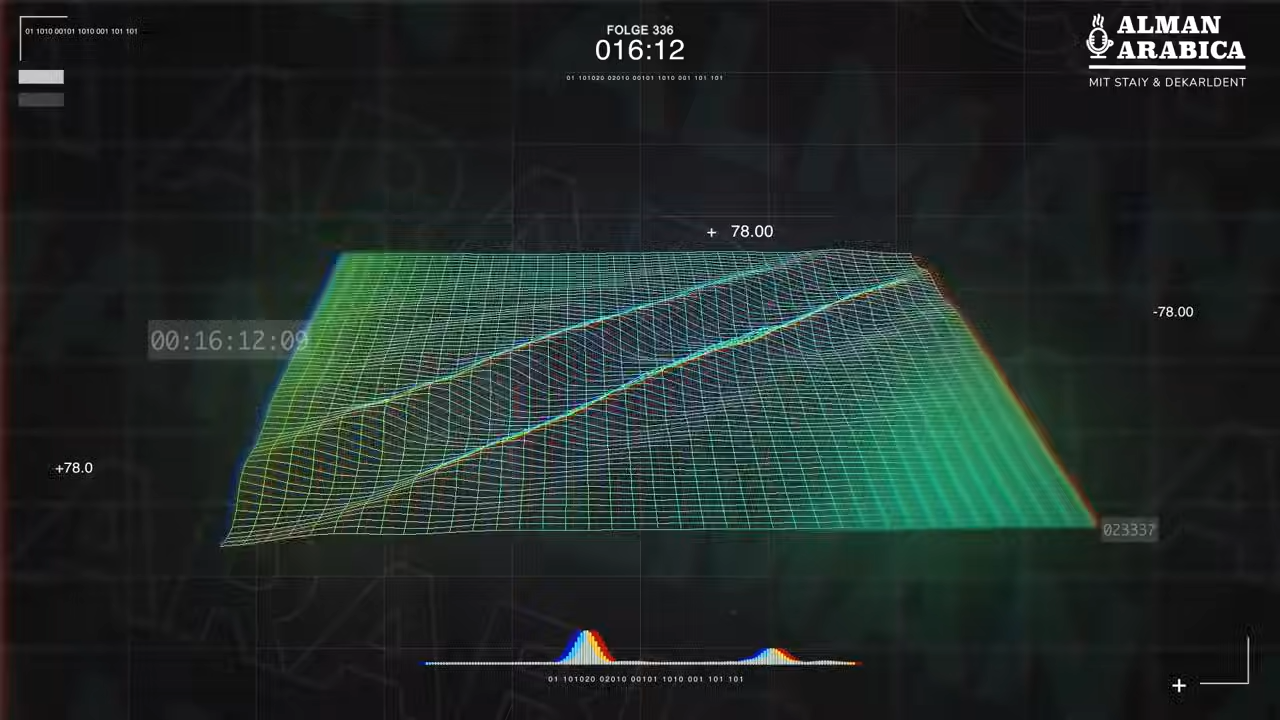 01 1010 00101 1010 001 101 101
FOLGE 336
016:12
01 101020 02010 00101 1010 001 101 101
ALMAN
ARABICA
MIT STAIY & DEKARLDENT
+ 78.00
-78.00
00:16:12:09
+78.0
023337
01 101020 02010 00101 1010 001 101 101
+